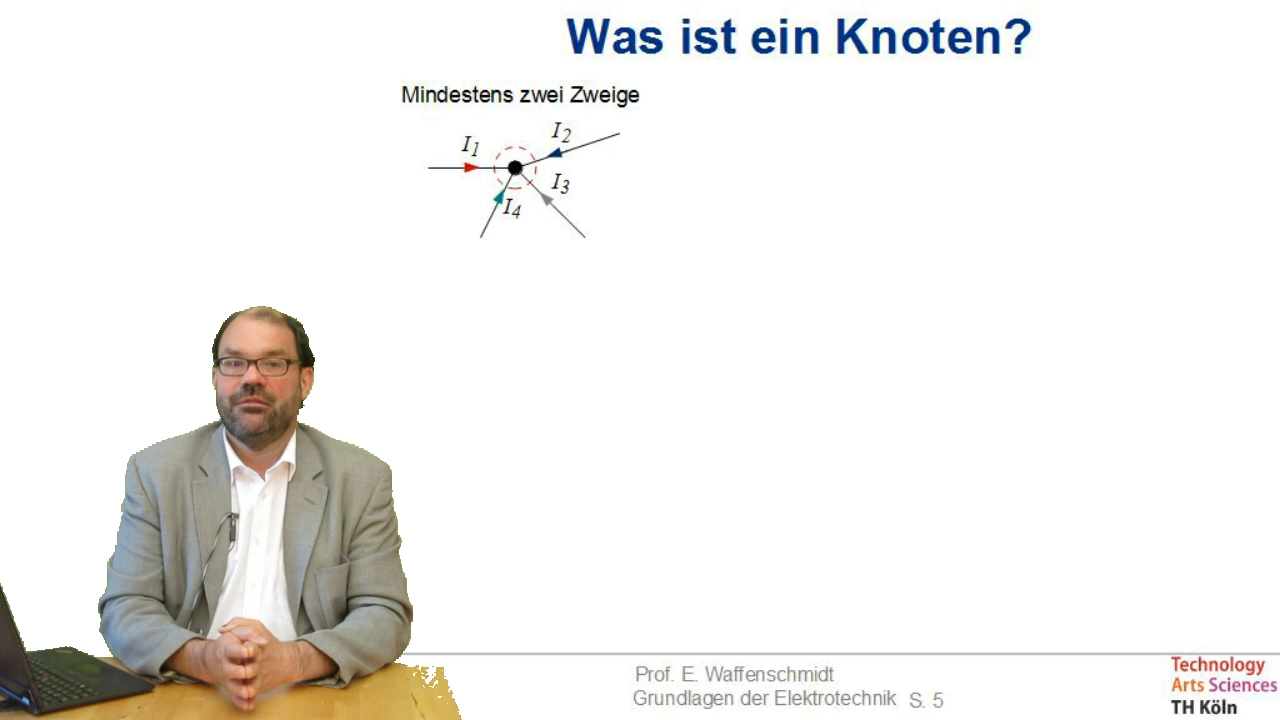 Was ist ein Knoten?
Mindestens zwei Zweige
I1
I2
I3
I4
Prof. E. Waffenschmidt
Grundlagen der Elektrotechnik S. 5
Technology
Arts Sciences
TH Köln